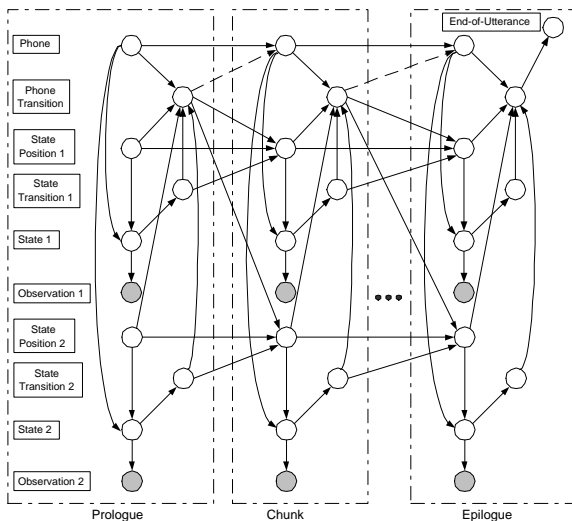 End-of-Utterance
Phone
Phone
Transition
State
Position 1
State
Transition 1
State 1
Observation 1
State
Position 2
State
Transition 2
State 2
Observation 2
Prologue
Chunk
Epilogue